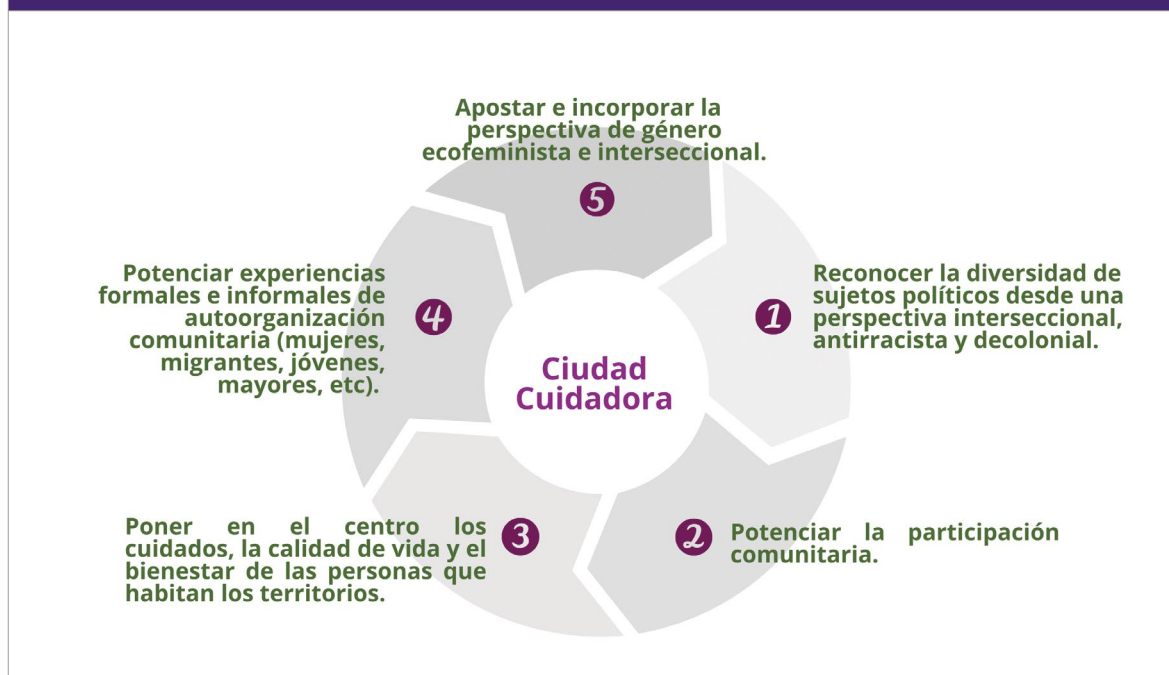 Apostar e incorporar la
perspectiva de género
ecofeminista e interseccional.
5
Reconocer la diversidad de
sujetos políticos desde una
perspectiva interseccional,
antirracista y decolonial.
1
Potenciar la participación
comunitaria.
2
Poner en el centro los
cuidados, la calidad de vida y el
bienestar de las personas que
habitan los territorios.
3
Potenciar experiencias
formales e informales de
autoorganización
comunitaria (mujeres,
migrantes, jóvenes,
mayores, etc).
4
Ciudad
Cuidadora